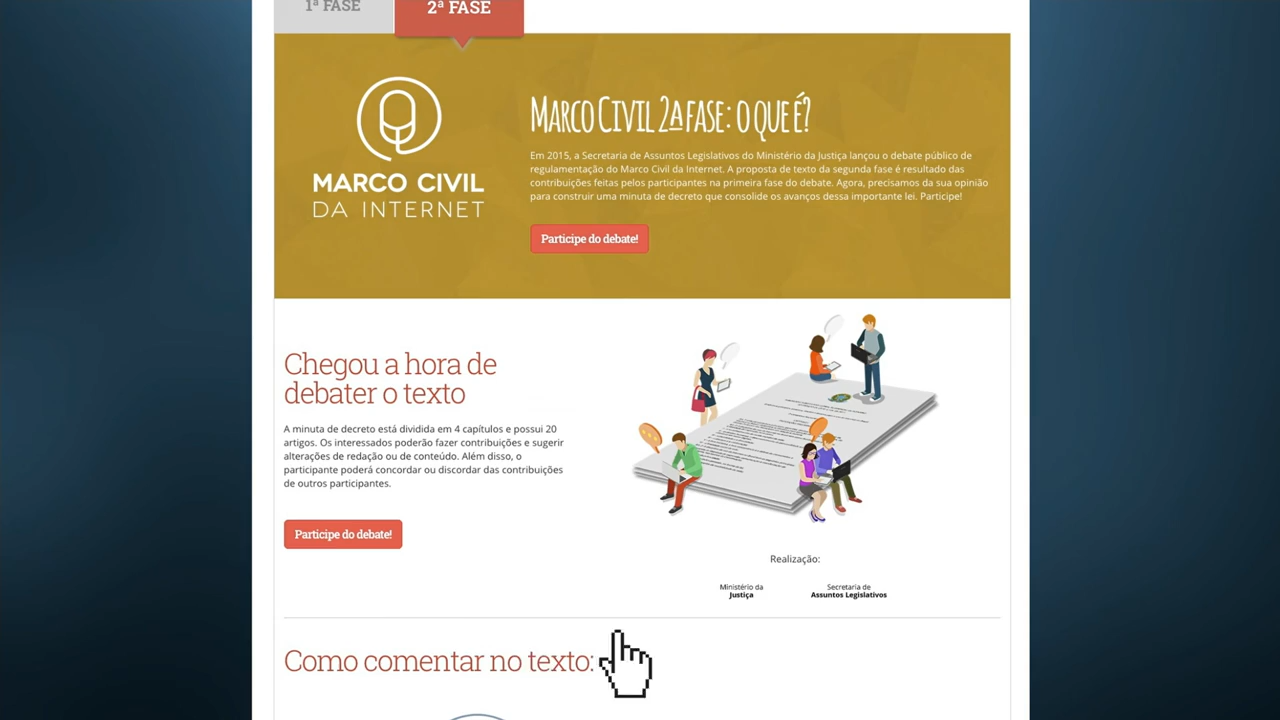 1ª FASE
2ª FASE
MARCO CIVIL
DA INTERNET
MARCO CIVIL 2ª FASE: O QUE É?
Em 2015, a Secretaria de Assuntos Legislativos do Ministério da Justiça lançou o debate público de
regulamentação do Marco Civil da Internet. A proposta de texto da segunda fase é resultado das
contribuições feitas pelos participantes na primeira fase do debate. Agora, precisamos da sua opinião
para construir uma minuta de decreto que consolide os avanços dessa importante lei. Participe!
Participe do debate!
Chegou a hora de
debater o texto
A minuta de decreto está dividida em 4 capítulos e possui 20
artigos. Os interessados poderão fazer contribuições e sugerir
alterações de redação ou de conteúdo. Além disso, o
participante poderá concordar ou discordar das contribuições
de outros participantes.
Participe do debate!
Realização:
Ministério da
Justiça
Secretaria de
Assuntos Legislativos
Como comentar no texto: